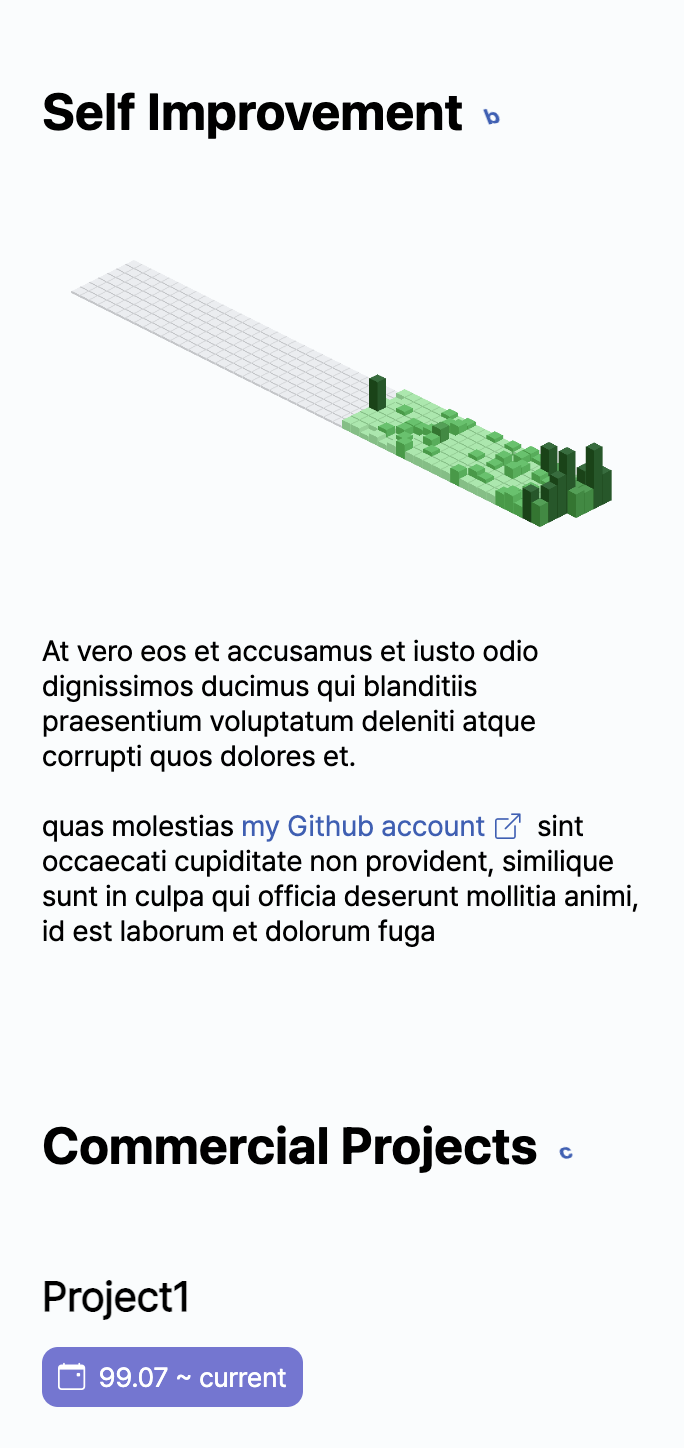 Self Improvement b
At vero eos et accusamus et iusto odio
dignissimos ducimus qui blanditiis
praesentium voluptatum deleniti atque
corrupti quos dolores et.
quas molestias my Github account sint
occaecati cupiditate non provident, similique
sunt in culpa qui officia deserunt mollitia animi,
id est laborum et dolorum fuga
Commercial Projects c
Project1
99.07 ~ current